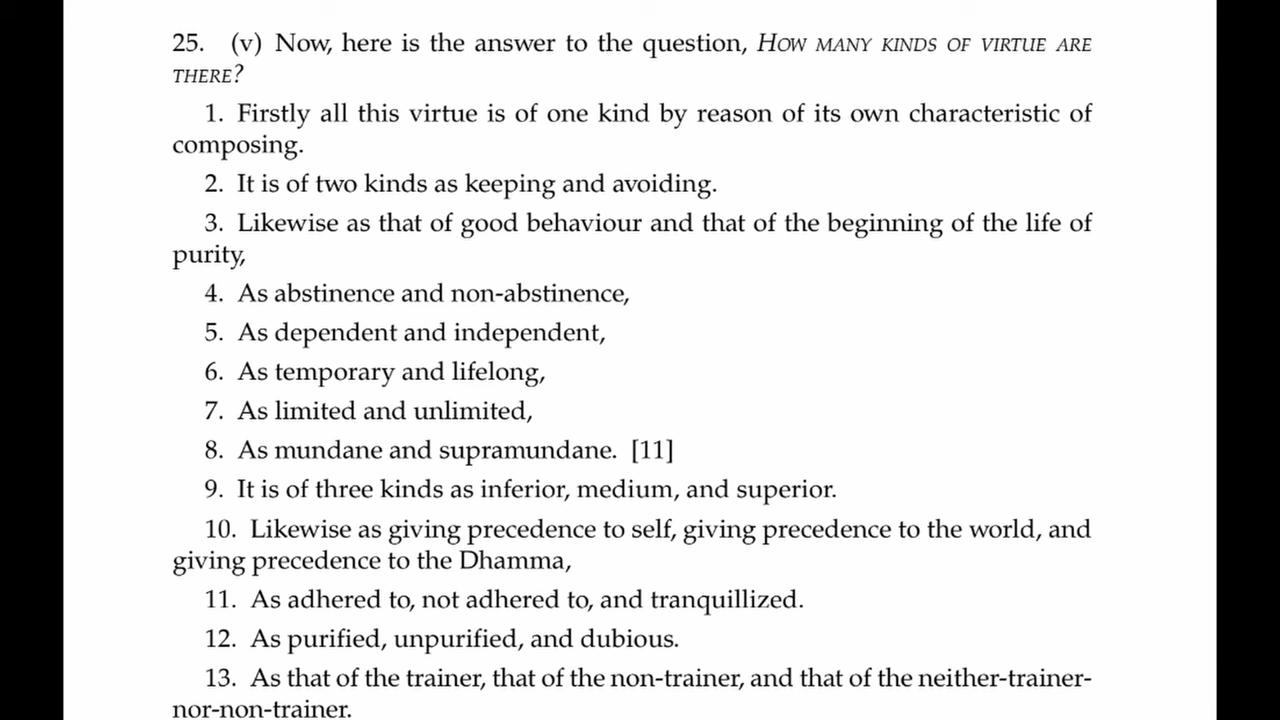 25. (v) Now, here is the answer to the question, HOW MANY KINDS OF VIRTUE ARE
THERE?
1. Firstly all this virtue is of one kind by reason of its own characteristic of
composing.
2. It is of two kinds as keeping and avoiding.
3. Likewise as that of good behaviour and that of the beginning of the life of
purity,
4. As abstinence and non-abstinence,
5. As dependent and independent,
6. As temporary and lifelong,
7. As limited and unlimited,
8. As mundane and supramundane. [11]
9. It is of three kinds as inferior, medium, and superior.
10. Likewise as giving precedence to self, giving precedence to the world, and
giving precedence to the Dhamma,
11. As adhered to, not adhered to, and tranquillized.
12. As purified, unpurified, and dubious.
13. As that of the trainer, that of the non-trainer, and that of the neither-trainer-
nor-non-trainer.